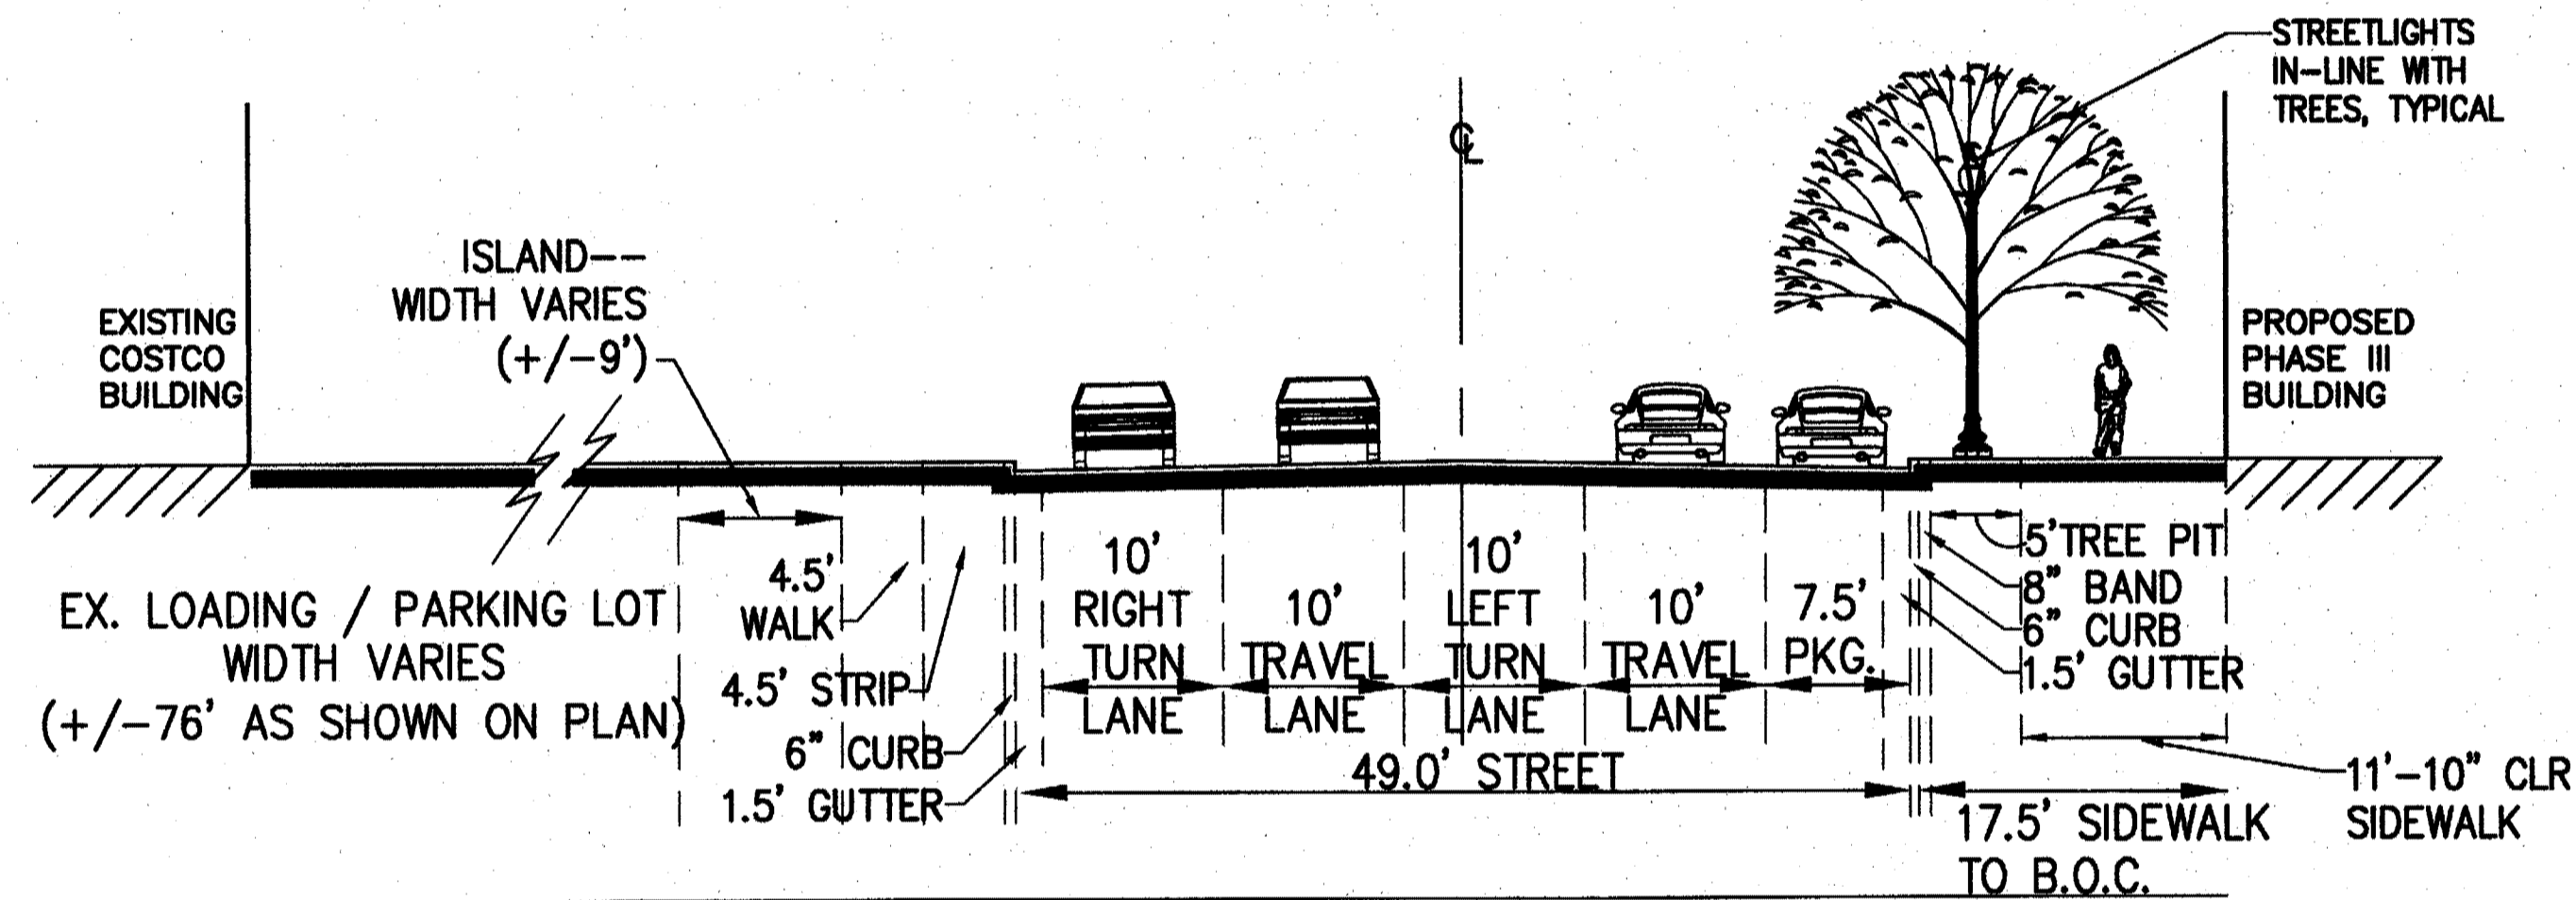 STREETLIGHTS
IN-LINE WITH
TREES, TYPICAL
℄
ISLAND--
WIDTH VARIES
(+/-9')
EXISTING
COSTCO
BUILDING
PROPOSED
PHASE III
BUILDING
EX. LOADING / PARKING LOT
WIDTH VARIES
(+/-76' AS SHOWN ON PLAN)
4.5'
WALK
4.5' STRIP
6" CURB
1.5' GUTTER
10'
RIGHT
TURN
LANE
10'
TRAVEL
LANE
10'
LEFT
TURN
LANE
10'
TRAVEL
LANE
7.5'
PKG.
49.0' STREET
5'TREE PIT
8" BAND
6" CURB
1.5' GUTTER
11'-10" CLR
SIDEWALK
17.5' SIDEWALK
TO B.O.C.